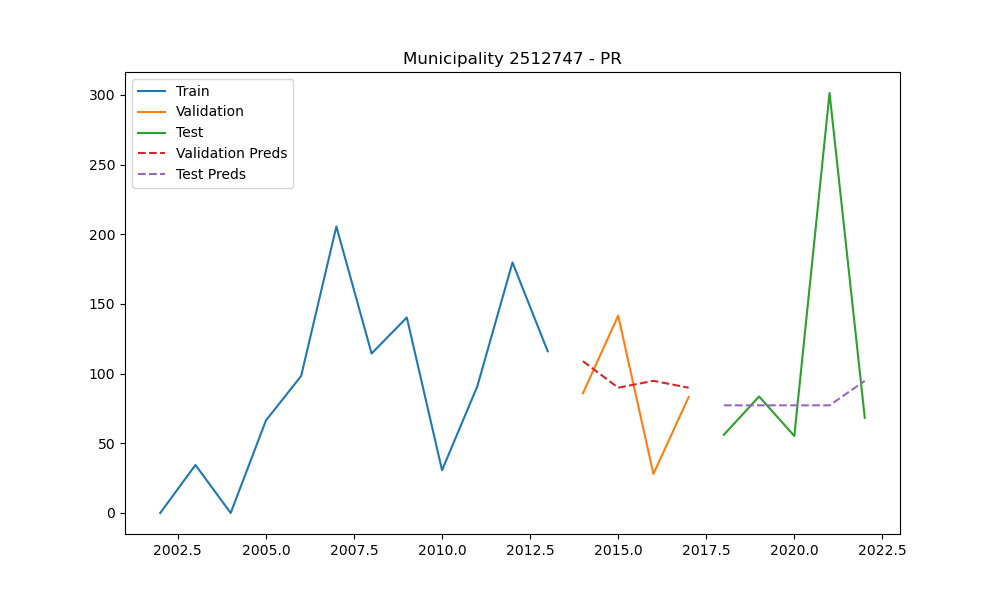 Municipality 2512747 - PR
Train
Validation
Test
Validation Preds
Test Preds
300
250
200
150
100
50
0
2002.5 2005.0 2007.5 2010.0 2012.5 2015.0 2017.5 2020.0 2022.5